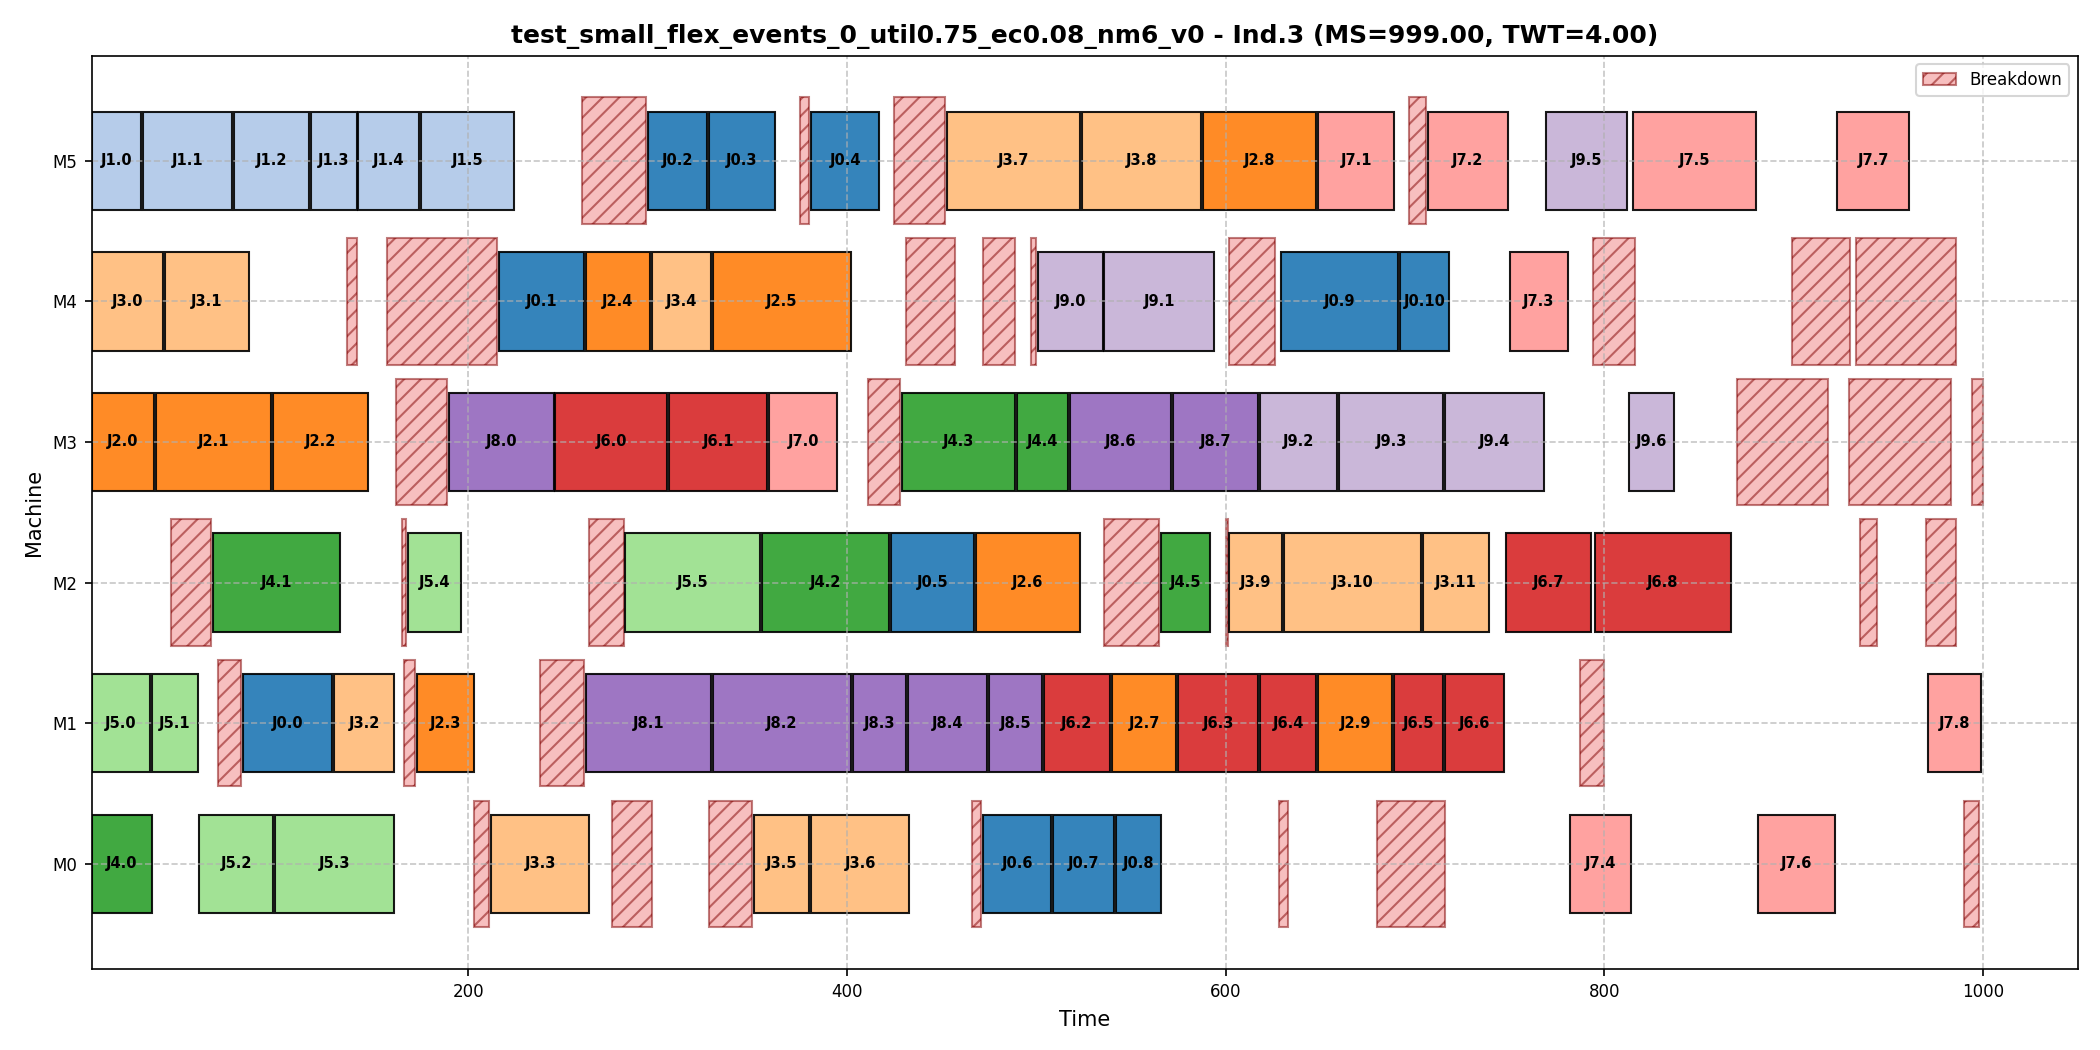 test_small_flex_events_0_util0.75_ec0.08_nm6_v0 - Ind.3 (MS=999.00, TWT=4.00)
Breakdown
M5 J1.0 J1.1 J1.2 J1.3 J1.4 J1.5 J0.2 J0.3 J0.4 J3.7 J3.8 J2.8 J7.1 J7.2 J9.5 J7.5 J7.7
M4 J3.0 J3.1 J0.1 J2.4 J3.4 J2.5 J9.0 J9.1 J0.9 J0.10 J7.3
M3 J2.0 J2.1 J2.2 J8.0 J6.0 J6.1 J7.0 J4.3 J4.4 J8.6 J8.7 J9.2 J9.3 J9.4 J9.6
M2 J4.1 J5.4 J5.5 J4.2 J0.5 J2.6 J4.5 J3.9 J3.10 J3.11 J6.7 J6.8
M1 J5.0 J5.1 J0.0 J3.2 J2.3 J8.1 J8.2 J8.3 J8.4 J8.5 J6.2 J2.7 J6.3 J6.4 J2.9 J6.5 J6.6 J7.8
M0 J4.0 J5.2 J5.3 J3.3 J3.5 J3.6 J0.6 J0.7 J0.8 J7.4 J7.6
Machine
200 400 600 800 1000
Time